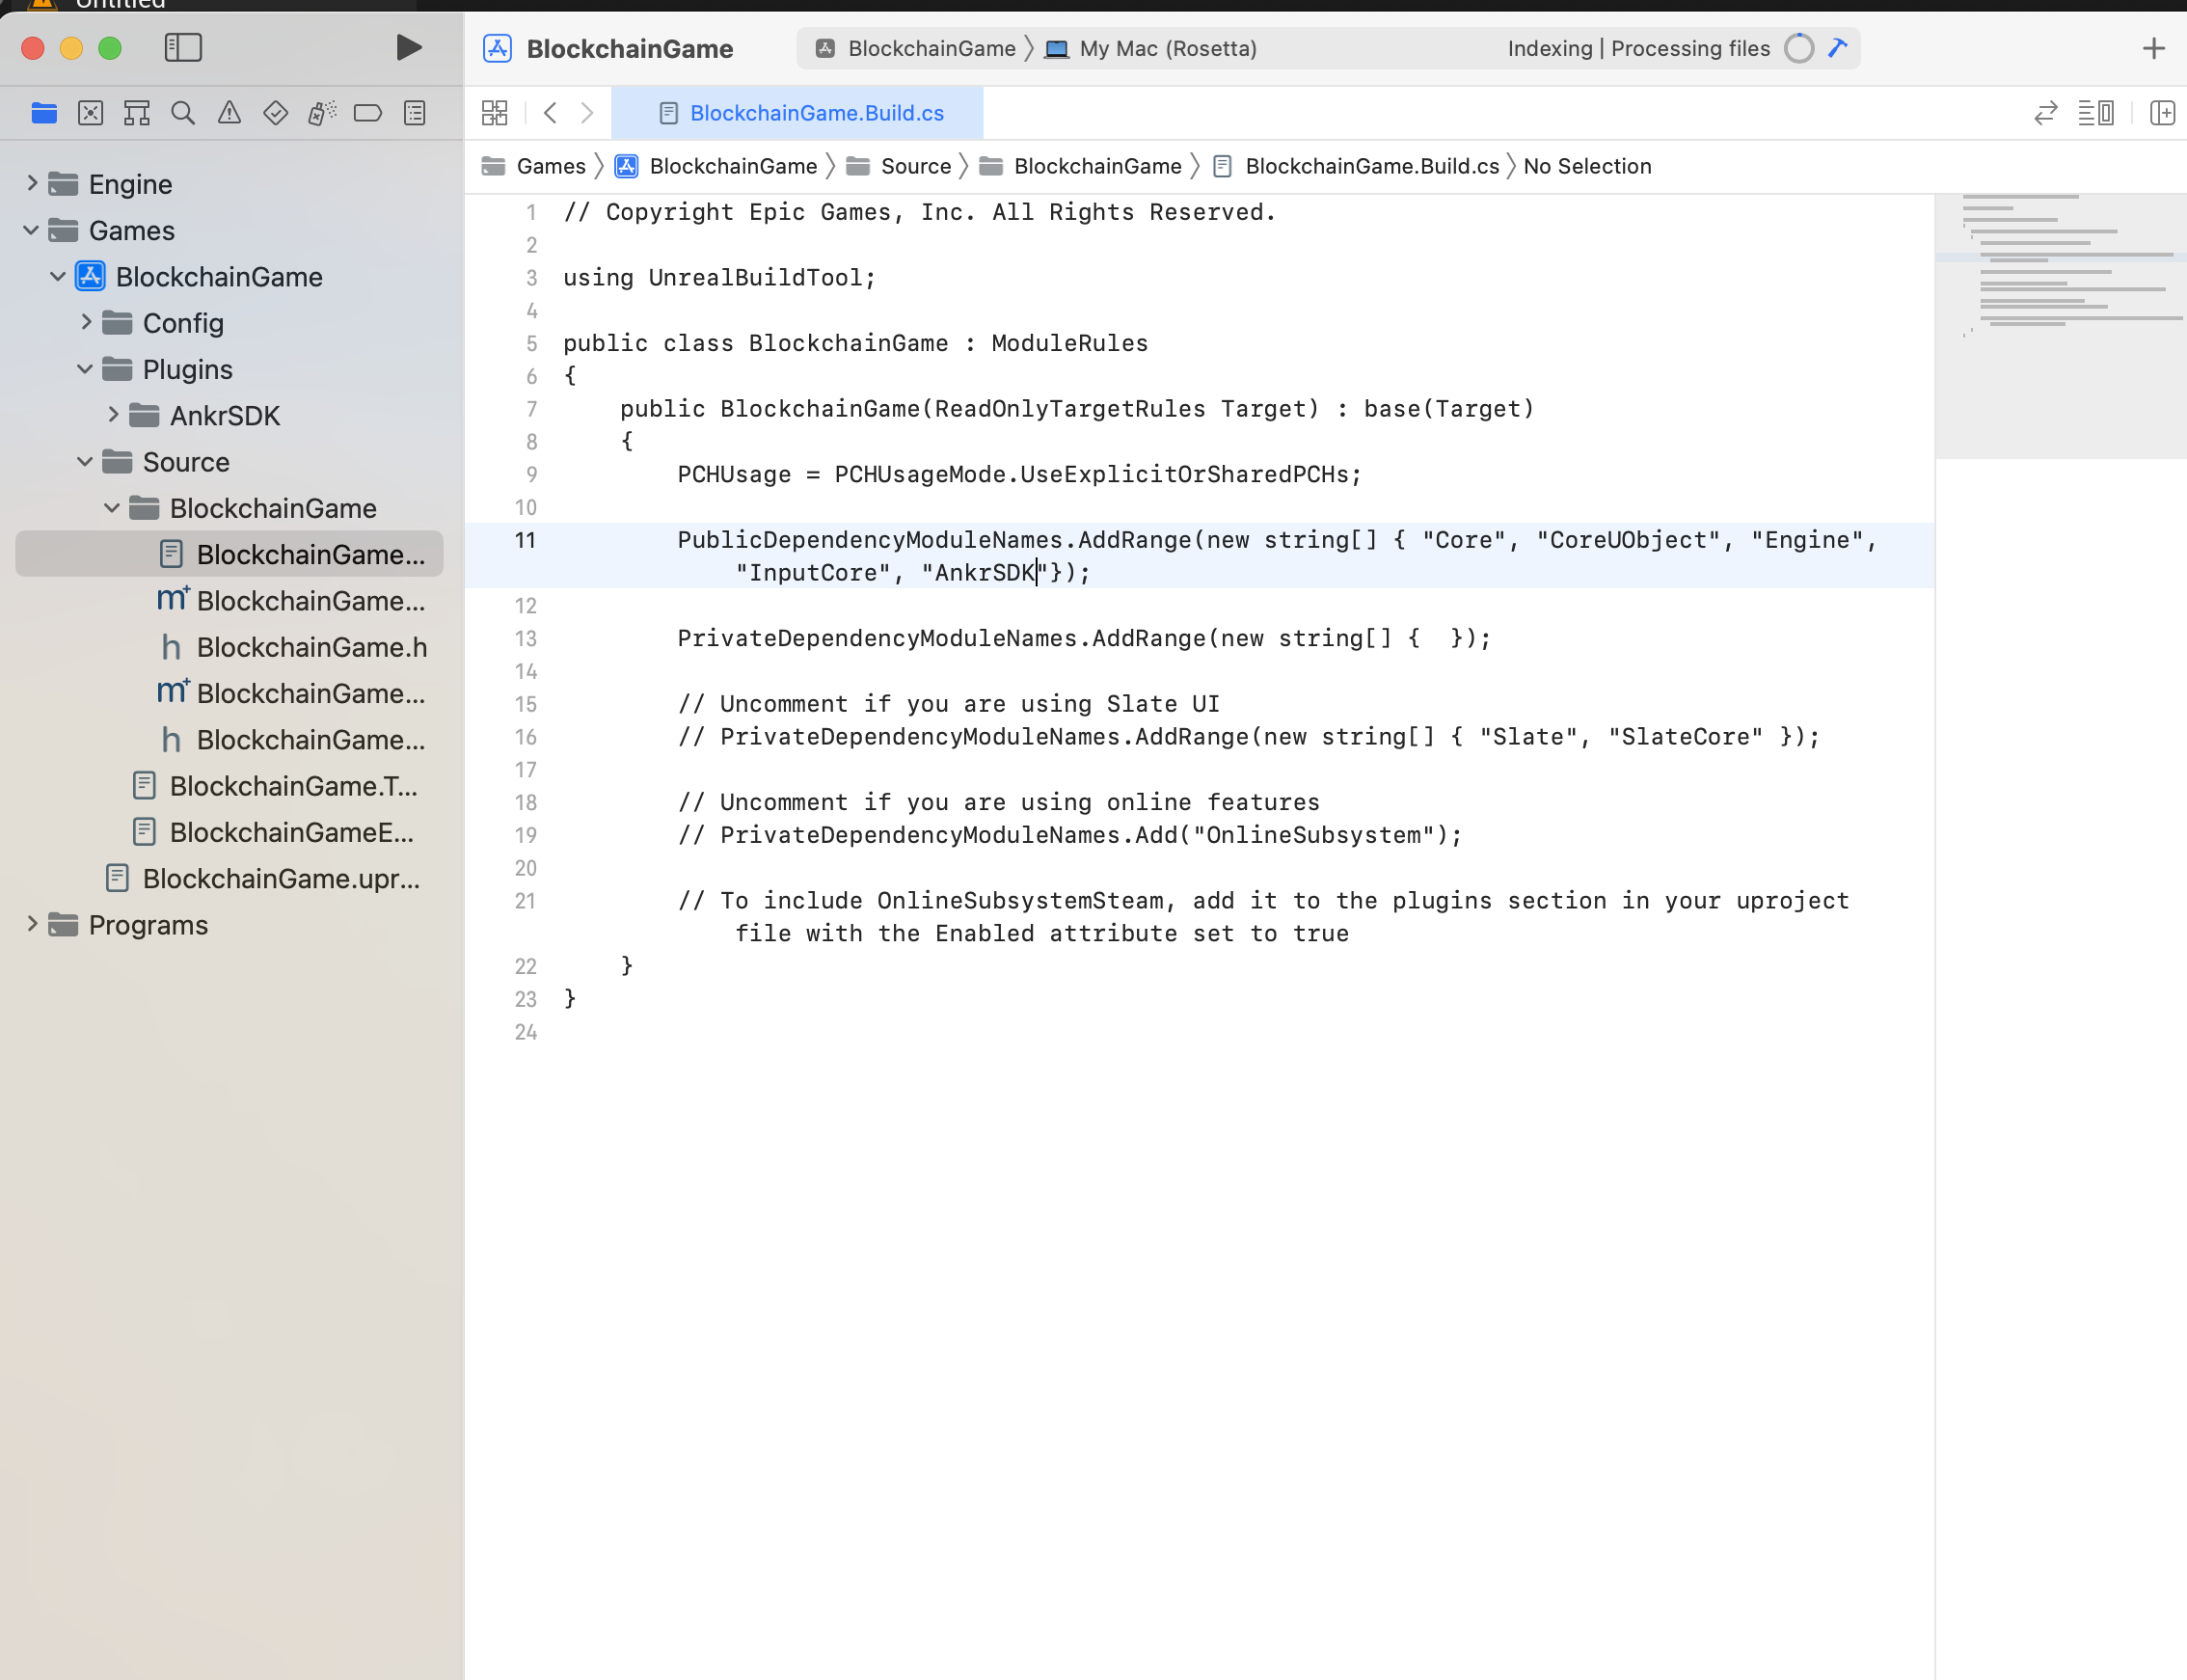 Untitled
BlockchainGame
BlockchainGame
My Mac (Rosetta)
Indexing | Processing files
BlockchainGame.Build.cs
Games
BlockchainGame
Source
BlockchainGame
BlockchainGame.Build.cs
No Selection
Engine
Games
BlockchainGame
Config
Plugins
AnkrSDK
Source
BlockchainGame
BlockchainGame...
m+ BlockchainGame...
h BlockchainGame.h
m+ BlockchainGame...
h BlockchainGame...
BlockchainGame.T...
BlockchainGameE...
BlockchainGame.upr...
Programs
1 // Copyright Epic Games, Inc. All Rights Reserved.
2
3 using UnrealBuildTool;
4
5 public class BlockchainGame : ModuleRules
6 {
7 public BlockchainGame(ReadOnlyTargetRules Target) : base(Target)
8 {
9 PCHUsage = PCHUsageMode.UseExplicitOrSharedPCHs;
10
11 PublicDependencyModuleNames.AddRange(new string[] { "Core", "CoreUObject", "Engine",
"InputCore", "AnkrSDK"});
12
13 PrivateDependencyModuleNames.AddRange(new string[] {  });
14
15 // Uncomment if you are using Slate UI
16 // PrivateDependencyModuleNames.AddRange(new string[] { "Slate", "SlateCore" });
17
18 // Uncomment if you are using online features
19 // PrivateDependencyModuleNames.Add("OnlineSubsystem");
20
21 // To include OnlineSubsystemSteam, add it to the plugins section in your uproject
file with the Enabled attribute set to true
22 }
23 }
24